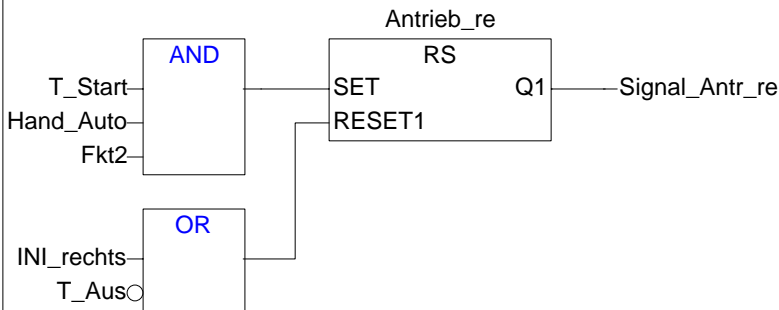 Antrieb_re
AND
RS
T_Start
SET
Q1
Signal_Antr_re
Hand_Auto
RESET1
Fkt2
OR
INI_rechts
T_Aus